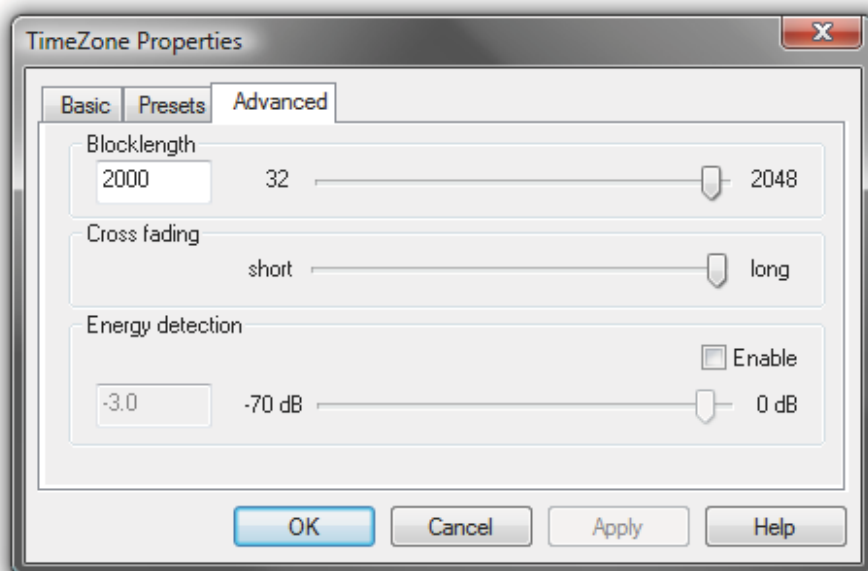 TimeZone Properties
Basic Presets Advanced
Blocklength
2000 32 2048
Cross fading
short long
Energy detection
Enable
-3.0 -70 dB 0 dB
OK Cancel Apply Help